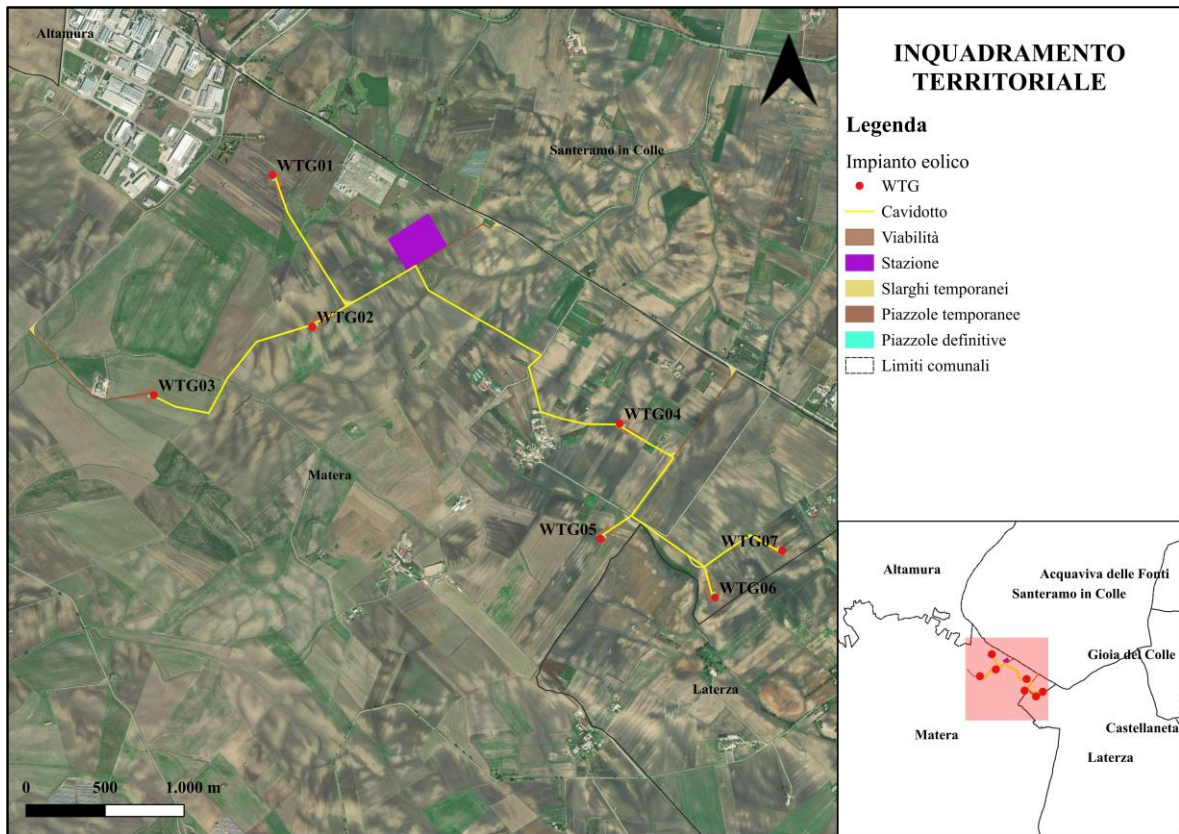 Altamura
Santeramo in Colle
WTG01
WTG02
WTG03
WTG04
Matera
WTG05
WTG07
WTG06
Laterza
0 500 1.000 m
INQUADRAMENTO
TERRITORIALE
Legenda
Impianto eolico
WTG
Cavidotto
Viabilità
Stazione
Slarghi temporanei
Piazzole temporanee
Piazzole definitive
Limiti comunali
Altamura
Acquaviva delle Fonti
Santeramo in Colle
Gioia del Colle
Castellaneta
Matera
Laterza